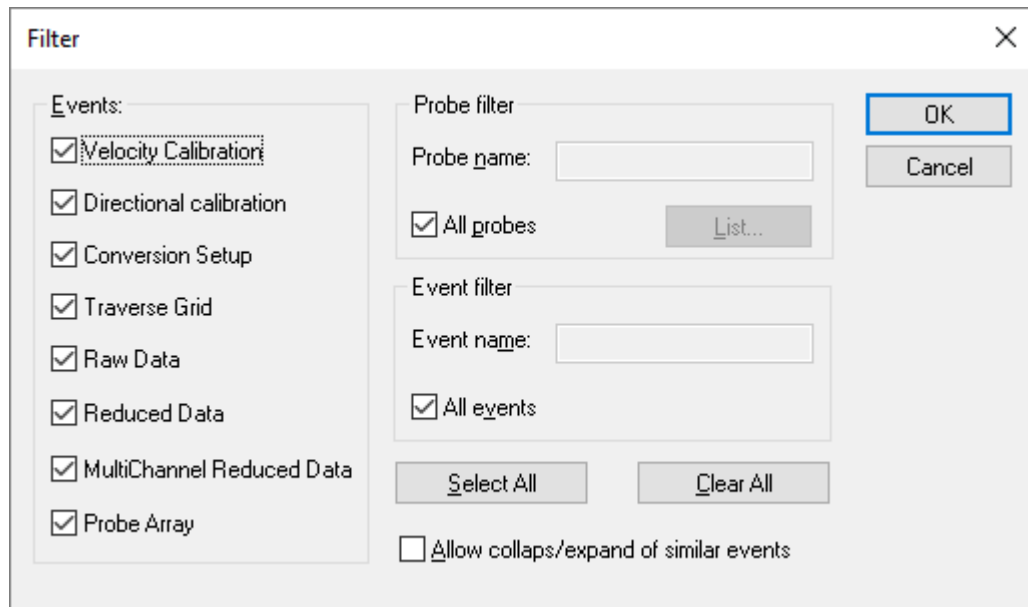 Filter
Events:
Velocity Calibration
Directional calibration
Conversion Setup
Traverse Grid
Raw Data
Reduced Data
MultiChannel Reduced Data
Probe Array
Probe filter
Probe name:
All probes
List...
Event filter
Event name:
All events
Select All
Clear All
Allow collaps/expand of similar events
OK
Cancel